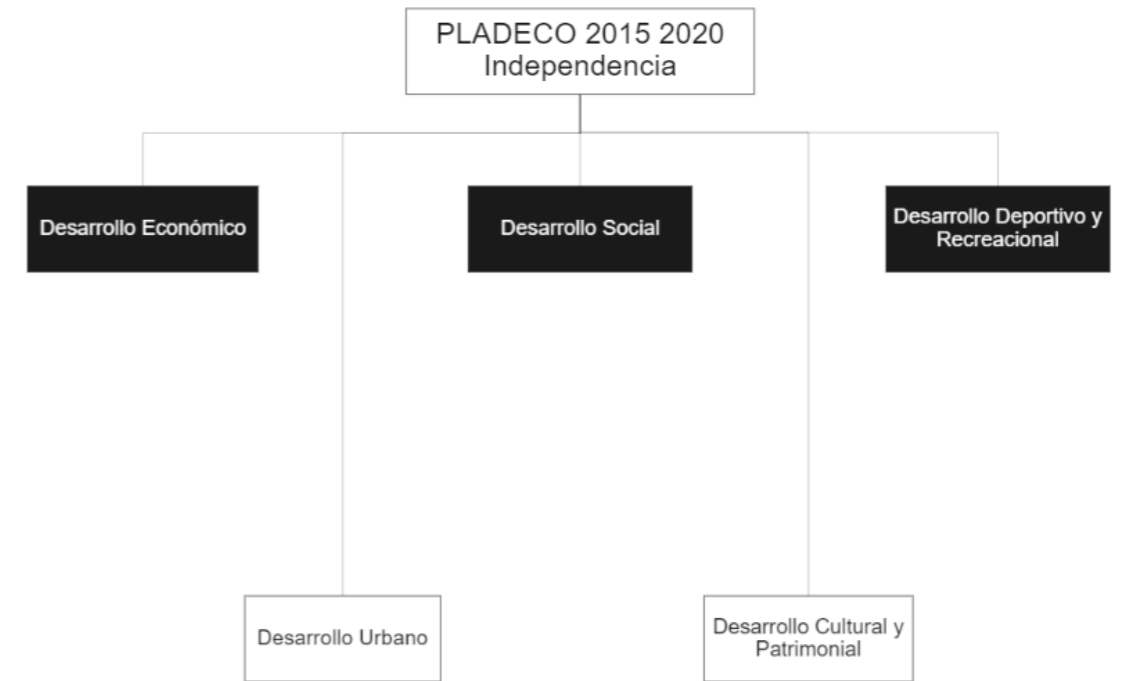 PLADECO 2015 2020
Independencia
Desarrollo Económico
Desarrollo Social
Desarrollo Deportivo y
Recreacional
Desarrollo Urbano
Desarrollo Cultural y
Patrimonial